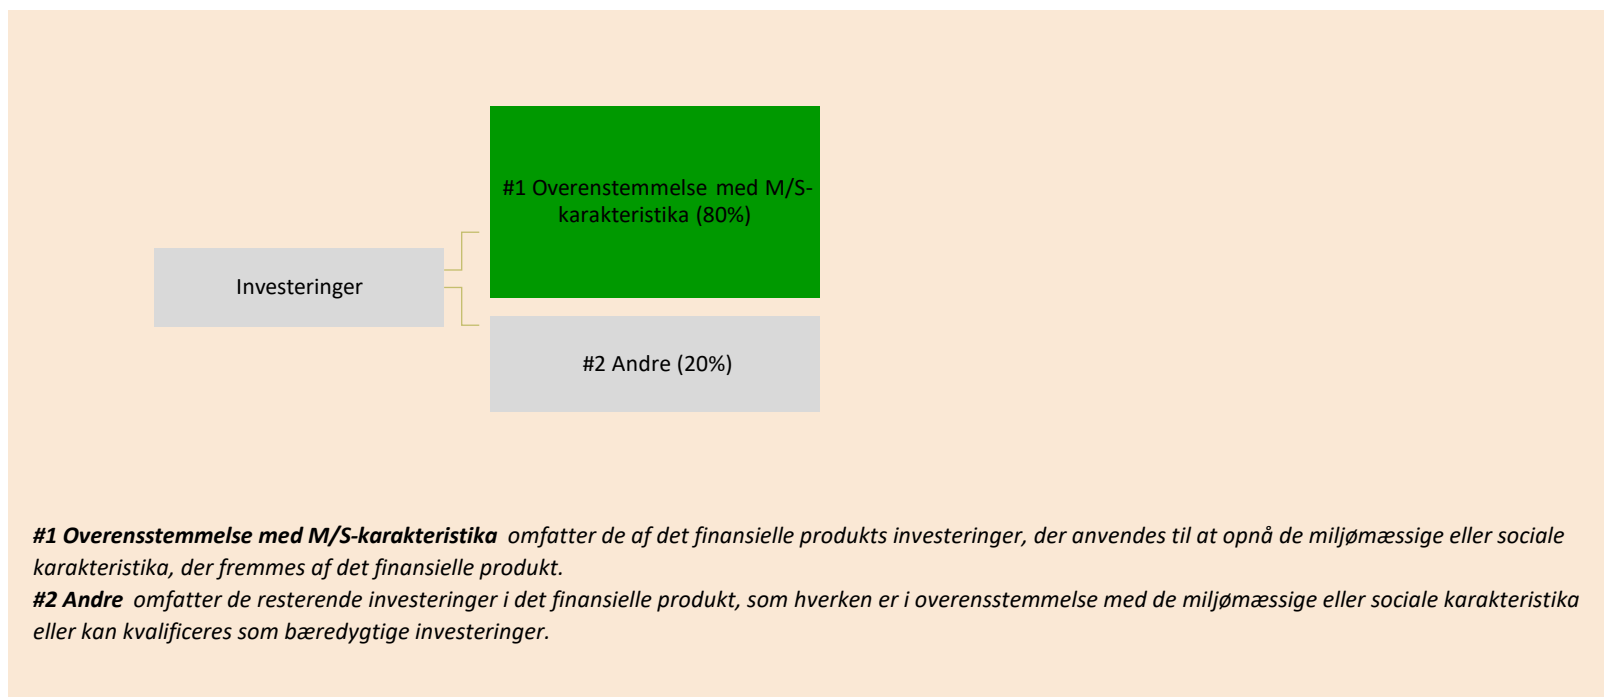 #1 Overenstemmelse med M/S-
karakteristika (80%)
Investeringer
#2 Andre (20%)
#1 Overensstemmelse med M/S-karakteristika omfatter de af det finansielle produkts investeringer, der anvendes til at opnå de miljømæssige eller sociale
karakteristika, der fremmes af det finansielle produkt.
#2 Andre omfatter de resterende investeringer i det finansielle produkt, som hverken er i overensstemmelse med de miljømæssige eller sociale karakteristika
eller kan kvalificeres som bæredygtige investeringer.